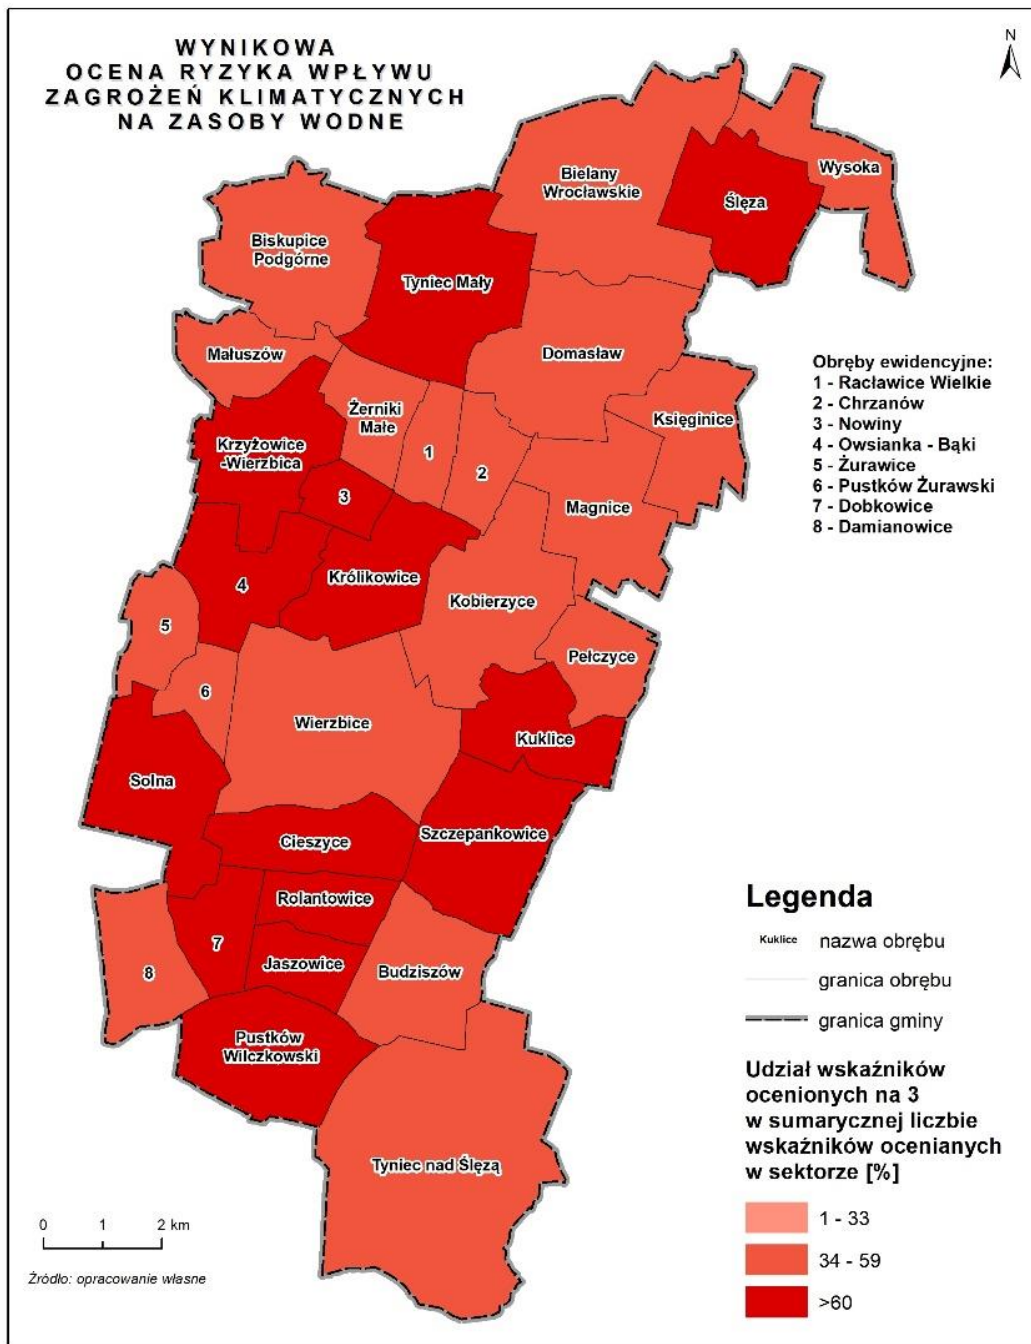 WYNIKOWA
OCENA RYZYKA WPŁYWU
ZAGROŻEŃ KLIMATYCZNYCH
NA ZASOBY WODNE
N
Bielany
Wrocławskie
Wysoka
Ślęza
Biskupice
Podgórne
Tyniec Mały
Małuszów
Domasław
Żerniki
Małe
Księginice
Krzyżowice
-Wierzbica
1
2
3
Magnice
4
Królikowice
Kobierzyce
5
Pełczyce
6
Wierzbice
Kuklice
Solna
Szczepankowice
Cieszyce
Rolantowice
7
Jaszowice
Budziszów
8
Pustków
Wilczkowski
Tyniec nad Ślęzą
Obręby ewidencyjne:
1 - Racławice Wielkie
2 - Chrzanów
3 - Nowiny
4 - Owsianka - Bąki
5 - Żurawice
6 - Pustków Żurawski
7 - Dobkowice
8 - Damianowice
Legenda
Kuklice nazwa obrębu
granica obrębu
granica gminy
Udział wskaźników
ocenionych na 3
w sumarycznej liczbie
wskaźników ocenianych
w sektorze [%]
1 - 33
34 - 59
>60
0 1 2 km
Źródło: opracowanie własne